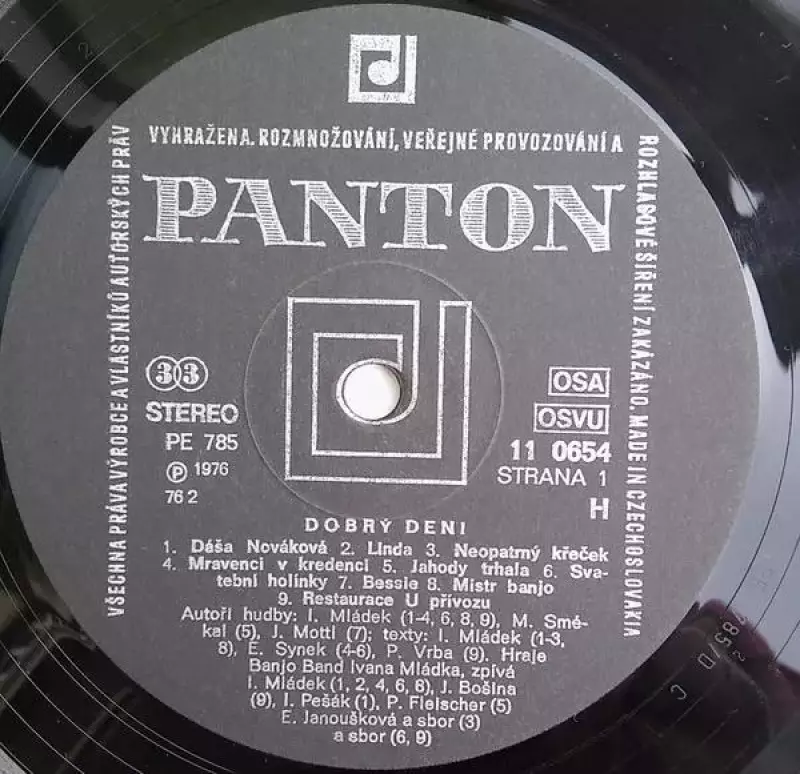 VYHRAŽENA. ROZMNOŽOVÁNÍ, VEŘEJNÉ PROVOZOVÁNÍ A
ROZHLASOVÉ ŠÍŘENÍ ZAKÁZÁNO. MADE IN CZECHOSLOVAKIA
VŠECHNA PRÁVA VÝROBCE A VLASTNÍKŮ AUTORSKÝCH PRÁV
PANTON
33
STEREO
PE 785
Ⓟ 1976
76 2
OSA
OSVU
11 0654
STRANA 1
H
DOBRÝ DEN!
1. Dáša Nováková 2. Linda 3. Neopatrný křeček
4. Mravenci v kredenci 5. Jahody trhala 6. Sva-
tební holínky 7. Bessie 8. Mistr banjo
9. Restaurace U přívozu
Autoři hudby: I. Mládek (1-4, 6, 8, 9), M. Smé-
kal (5), J. Mottl (7); texty: I. Mládek (1-3,
8), E. Synek (4-6), P. Vrba (9). Hraje
Banjo Band Ivana Mládka, zpívá
I. Mládek (1, 2, 4, 6, 8), J. Bošina
(9), I. Pešák (1), P. Fleischer (5)
E. Janoušková a sbor (3)
a sbor (6, 9)